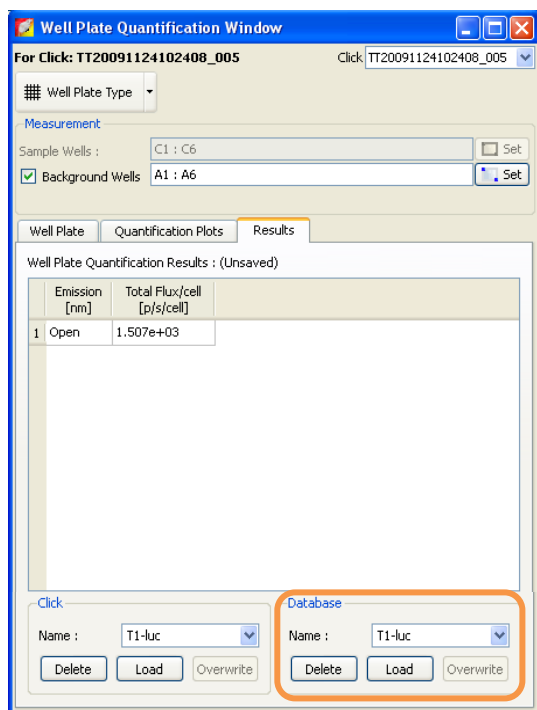 Well Plate Quantification Window
For Click: TT20091124102408_005 Click TT20091124102408_005
Well Plate Type
Measurement
Sample Wells : C1 : C6 Set
Background Wells A1 : A6 Set
Well Plate Quantification Plots Results
Well Plate Quantification Results : (Unsaved)
Emission Total Flux/cell
[nm] [p/s/cell]
1 Open 1.507e+03
Click Database
Name : T1-luc Name : T1-luc
Delete Load Overwrite Delete Load Overwrite